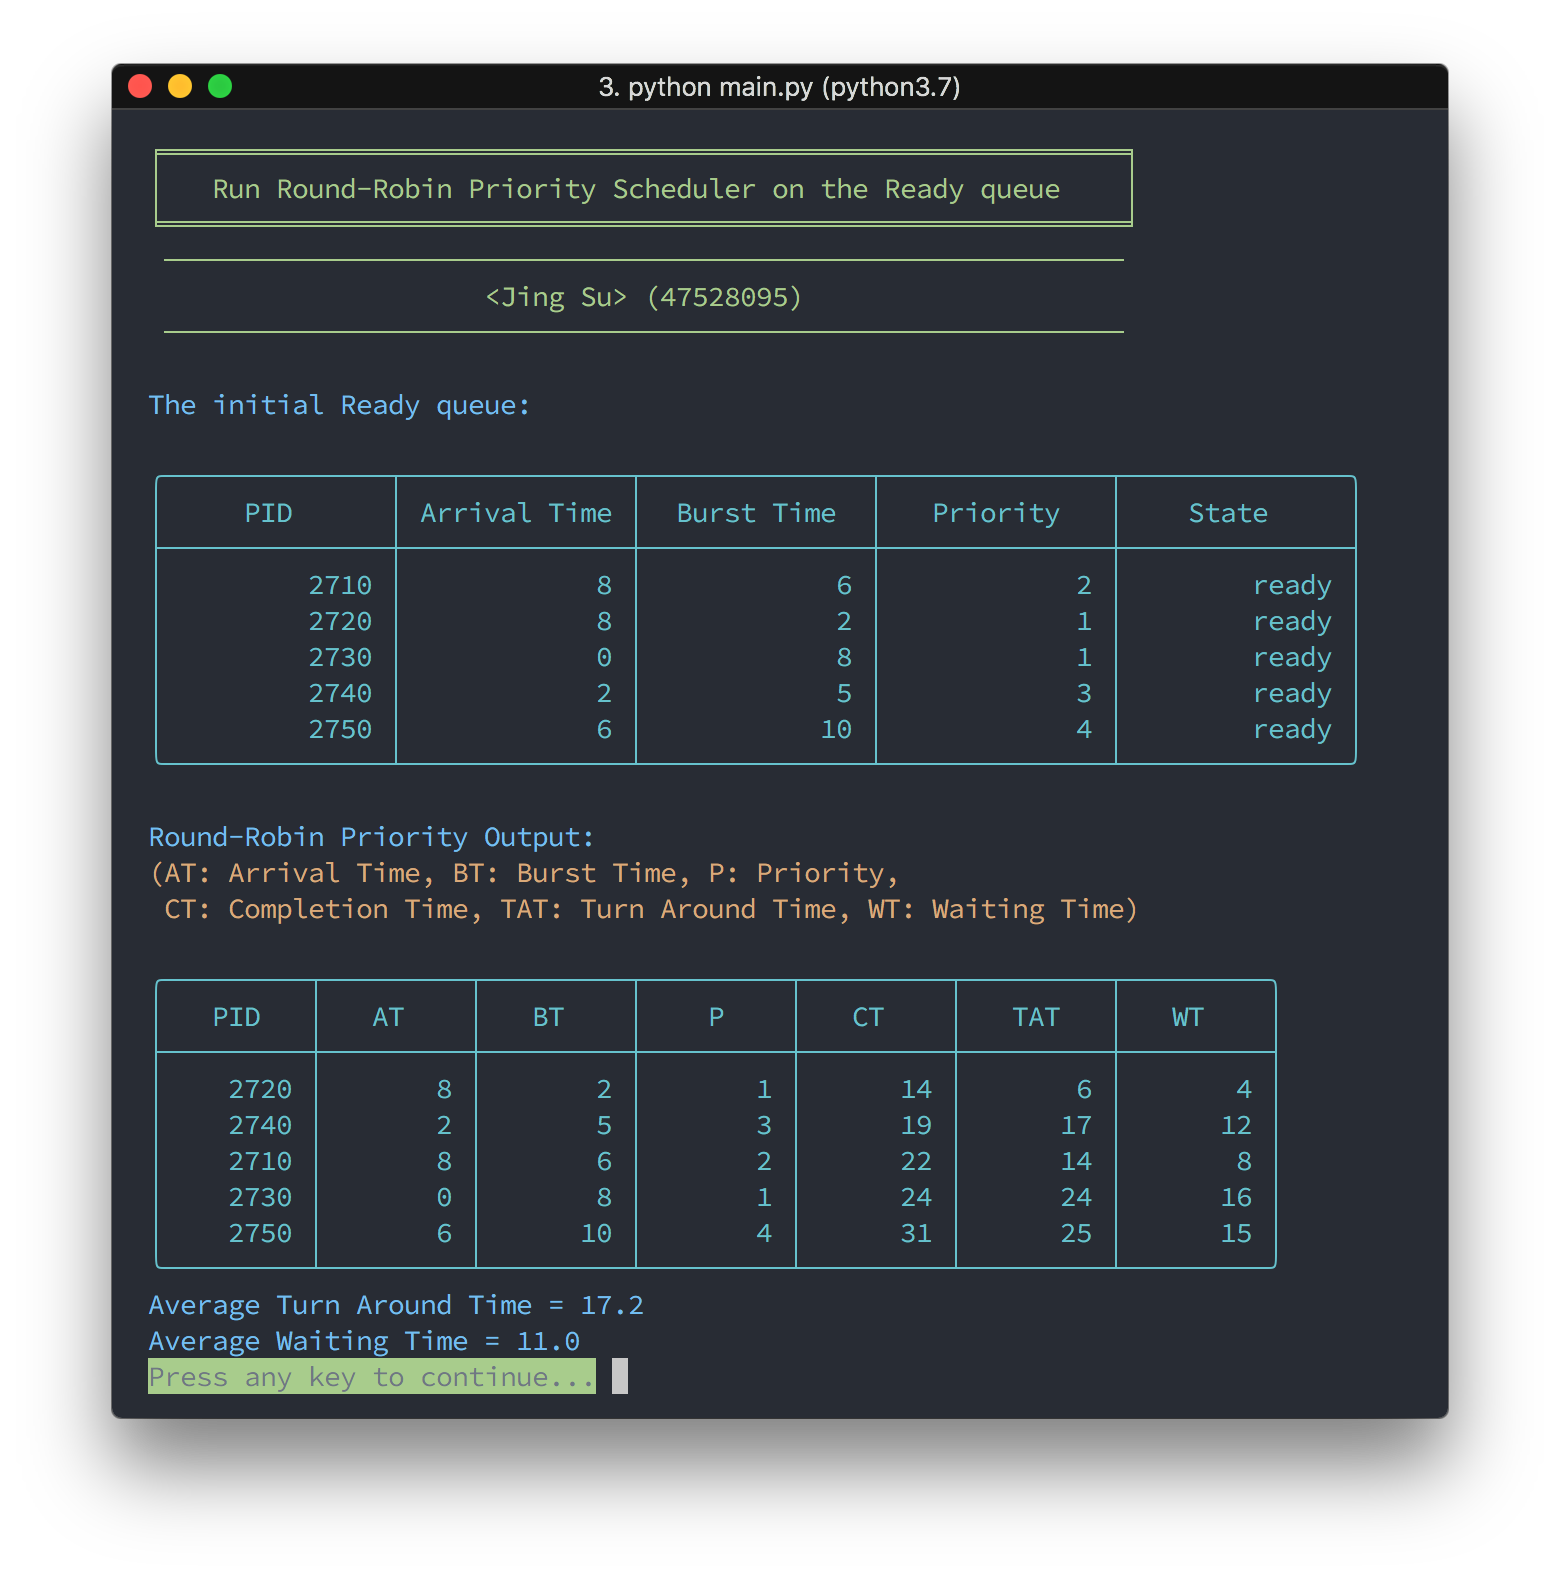 3. python main.py (python3.7)
Run Round-Robin Priority Scheduler on the Ready queue
<Jing Su> (47528095)
The initial Ready queue:
PID Arrival Time Burst Time Priority State
2710 8 6 2 ready
2720 8 2 1 ready
2730 0 8 1 ready
2740 2 5 3 ready
2750 6 10 4 ready
Round-Robin Priority Output:
(AT: Arrival Time, BT: Burst Time, P: Priority,
CT: Completion Time, TAT: Turn Around Time, WT: Waiting Time)
PID AT BT P CT TAT WT
2720 8 2 1 14 6 4
2740 2 5 3 19 17 12
2710 8 6 2 22 14 8
2730 0 8 1 24 24 16
2750 6 10 4 31 25 15
Average Turn Around Time = 17.2
Average Waiting Time = 11.0
Press any key to continue...